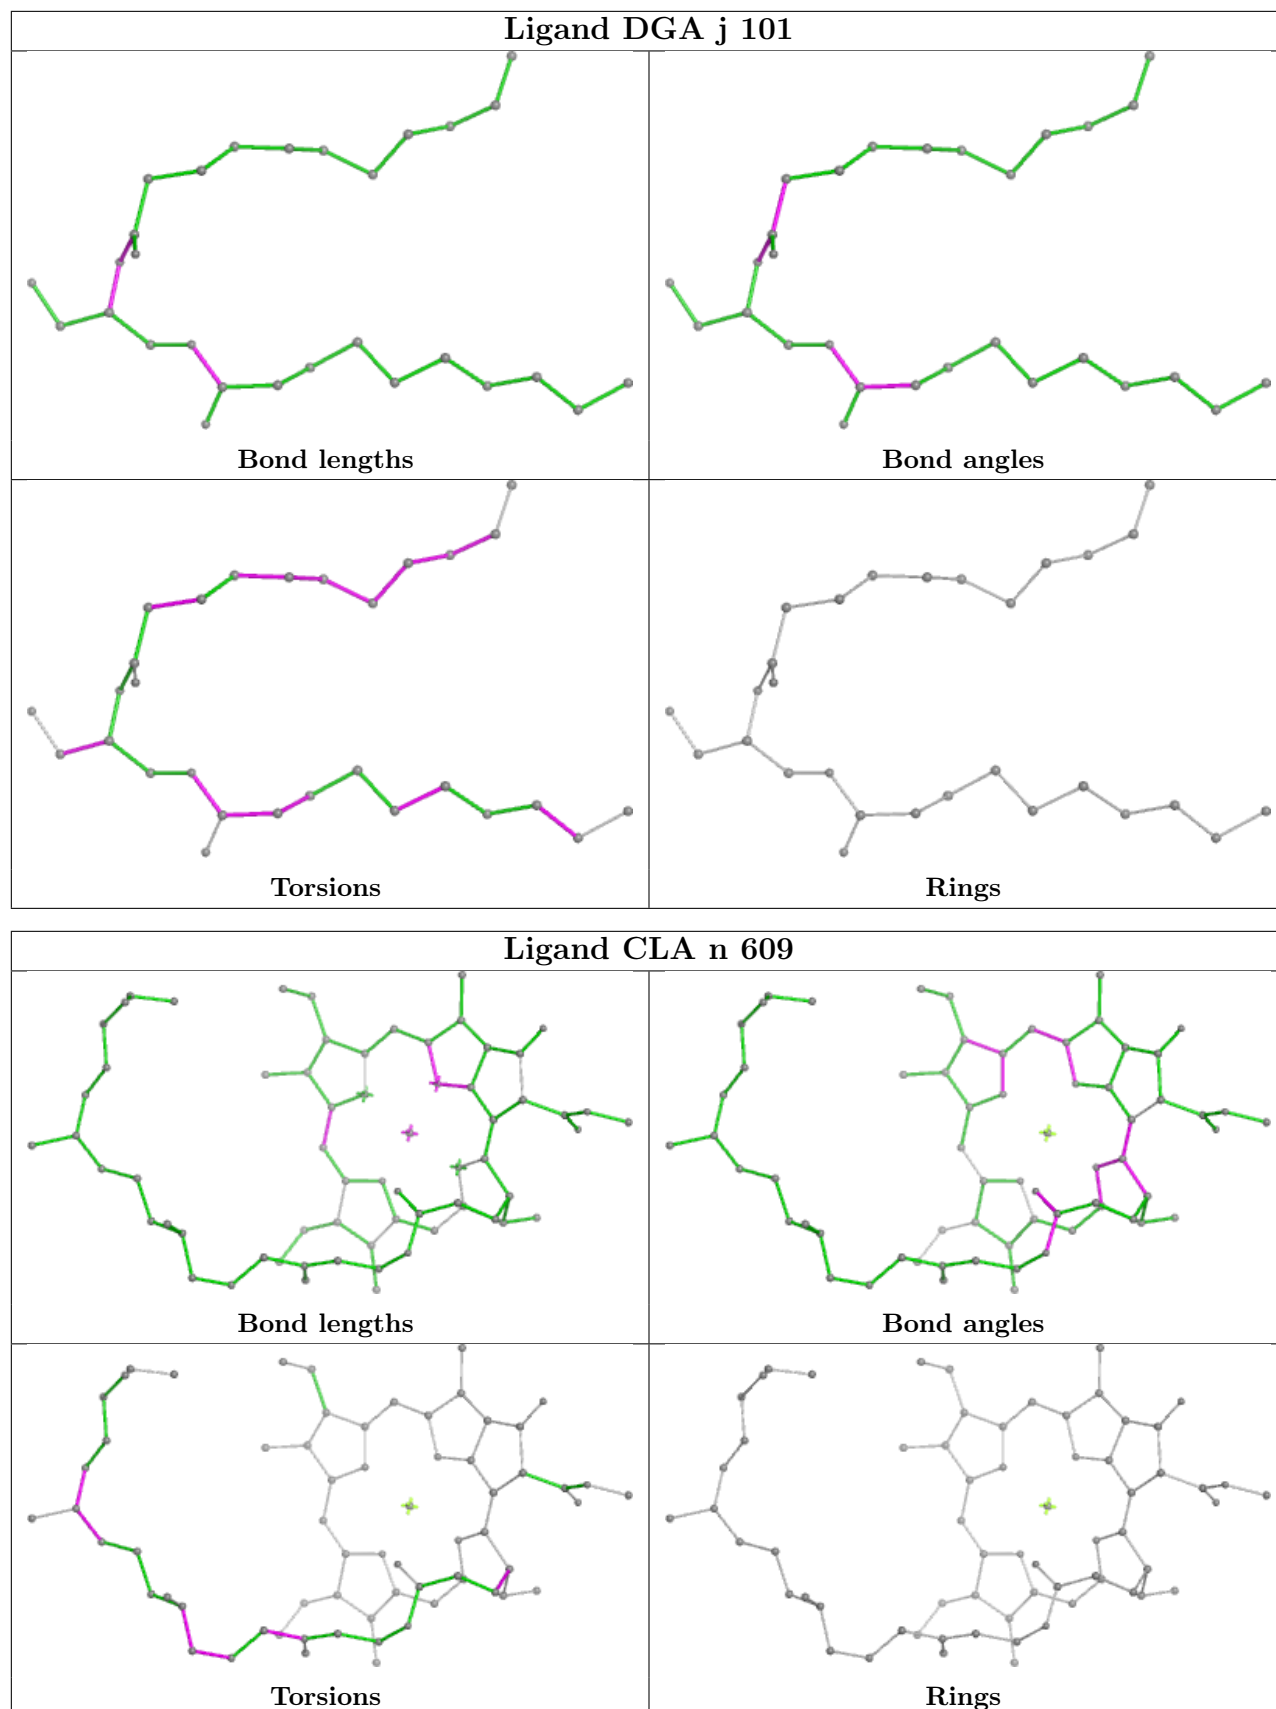 Ligand DGA j 101
Bond lengths
Bond angles
Torsions
Rings
Ligand CLA n 609
Bond lengths
Bond angles
Torsions
Rings